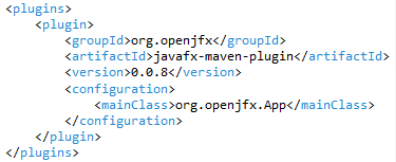 <plugins>
    <plugin>
        <groupId>org.openjfx</groupId>
        <artifactId>javafx-maven-plugin</artifactId>
        <version>0.0.8</version>
        <configuration>
            <mainClass>org.openjfx.App</mainClass>
        </configuration>
    </plugin>
</plugins>